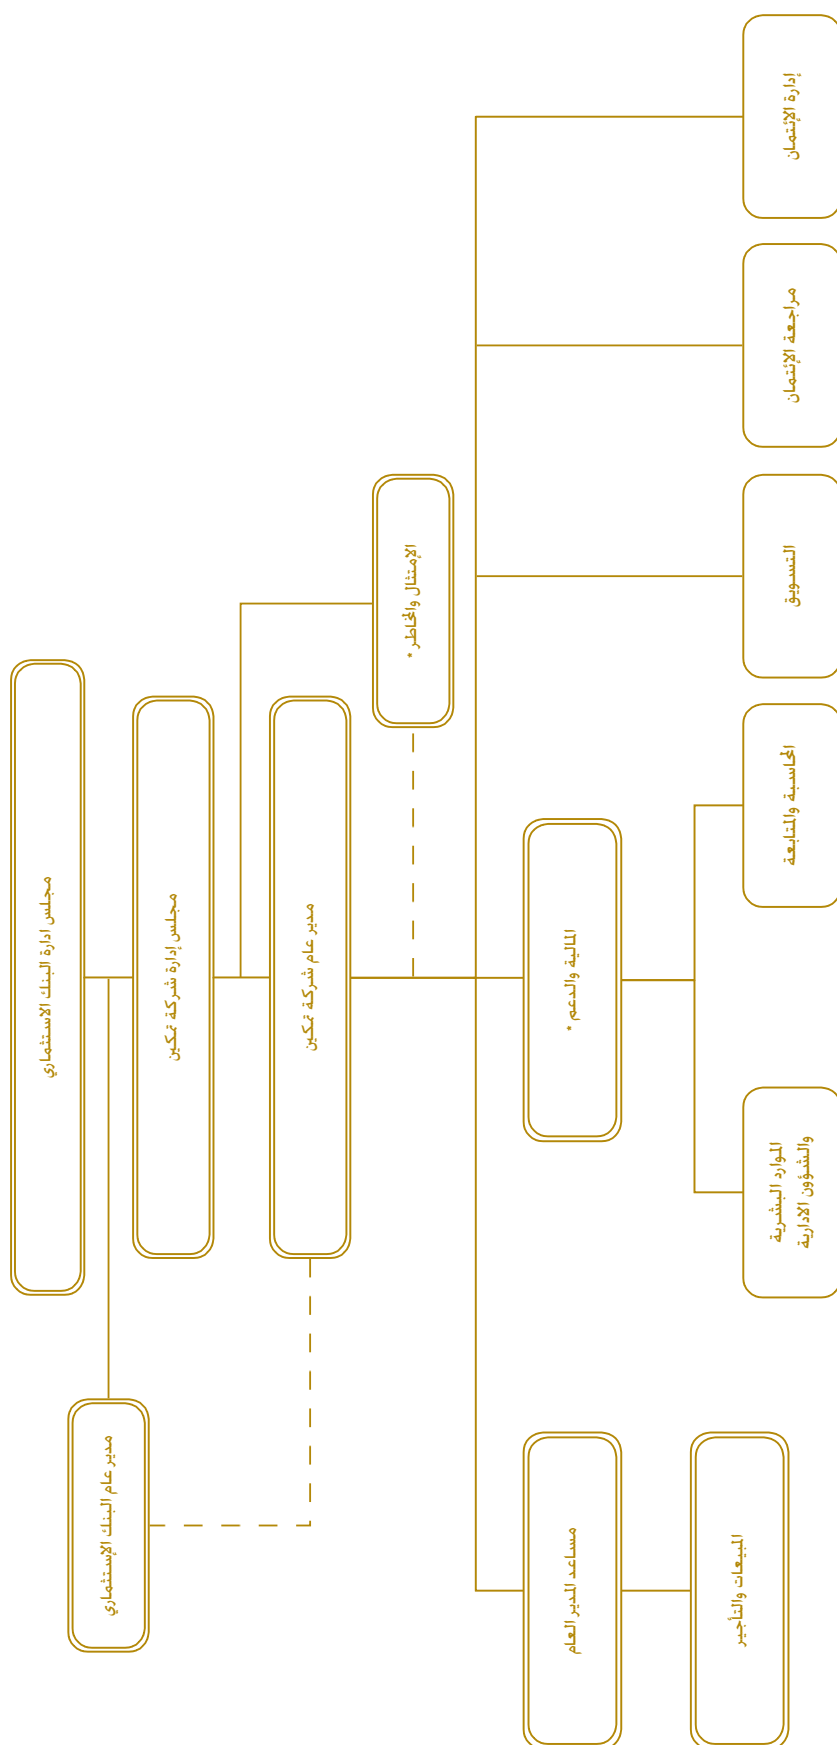 مجلس ادارة البنك الاستثماري
مدير عام البنك الإستثماري
مجلس إدارة شركة تمكين
مدير عام شركة تمكين
الإمتثال والمخاطر *
المالية والدعم *
مساعد المدير العام
المبيعات والتأجير
إدارة الإئتمان
مراجعة الإئتمان
التسويق
المحاسبة والمتابعة
الموارد البشرية
والشؤون الادارية